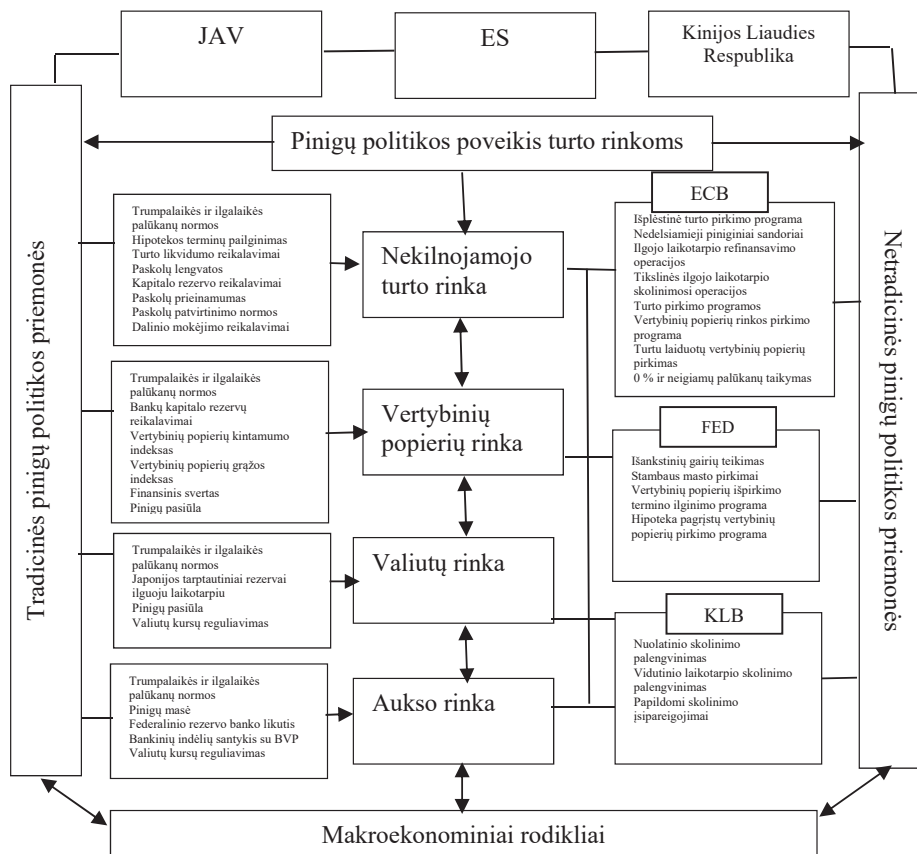 JAV
ES
Kinijos Liaudies
Respublika
Tradicinės pinigų politikos priemonės
Netradicinės pinigų politikos priemonės
Pinigų politikos poveikis turto rinkoms
Trumpalaikės ir ilgalaikės
palūkanų normos
Hipotekos terminų pailginimas
Turto likvidumo reikalavimai
Paskolų lengvatos
Kapitalo rezervo reikalavimai
Paskolų prieinamumas
Paskolų patvirtinimo normos
Dalinio mokėjimo reikalavimai
Nekilnojamojo
turto rinka
ECB
Išplėstinė turto pirkimo programa
Nedelsiamieji piniginiai sandoriai
Ilgojo laikotarpio refinansavimo
operacijos
Tikslinės ilgojo laikotarpio
skolinimosi operacijos
Turto pirkimo programos
Vertybinių popierių rinkos pirkimo
programa
Turtu laiduotų vertybinių popierių
pirkimas
0 % ir neigiamų palūkanų taikymas
Trumpalaikės ir ilgalaikės
palūkanų normos
Bankų kapitalo rezervų
reikalavimai
Vertybinių popierių kintamumo
indeksas
Vertybinių popierių grąžos
indeksas
Finansinis svertas
Pinigų pasiūla
Vertybinių
popierių rinka
FED
Išankstinių gairių teikimas
Stambaus masto pirkimai
Vertybinių popierių išpirkimo
termino ilginimo programa
Hipoteka pagrįstų vertybinių
popierių pirkimo programa
Trumpalaikės ir ilgalaikės
palūkanų normos
Japonijos tarptautiniai rezervai
ilguoju laikotarpiu
Pinigų pasiūla
Valiutų kursų reguliavimas
Valiutų rinka
KLB
Nuolatinio skolinimo
palengvinimas
Vidutinio laikotarpio skolinimo
palengvinimas
Papildomi skolinimo
įsipareigojimai
Trumpalaikės ir ilgalaikės
palūkanų normos
Pinigų masė
Federalinio rezervo banko likutis
Bankinių indėlių santykis su BVP
Valiutų kursų reguliavimas
Aukso rinka
Makroekonominiai rodikliai